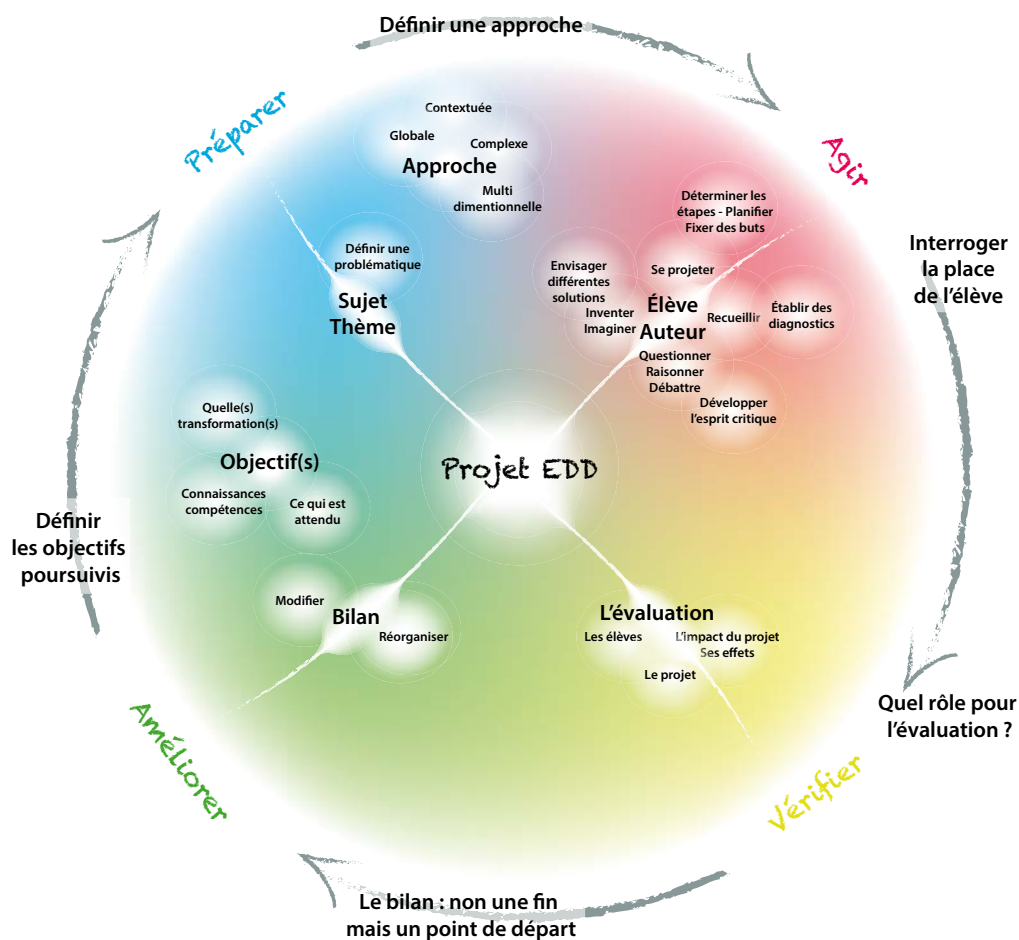 Définir une approche
Préparer
Contextuée
Globale
Complexe
Approche
Multi
dimentionnelle
Définir une
problématique
Sujet
Thème
Agir
Déterminer les
étapes - Planifier
Fixer des buts
Interroger
la place
de l'élève
Envisager
différentes
solutions
Se projeter
Inventer
Imaginer
Élève
Auteur
Recueillir
Établir des
diagnostics
Questionner
Raisonner
Débattre
Développer
l'esprit critique
Quelle(s)
transformation(s)
Objectif(s)
Connaissances
compétences
Ce qui est
attendu
Projet EDD
Définir
les objectifs
poursuivis
Modifier
Bilan
Réorganiser
L'évaluation
Les élèves
L'impact du projet
Ses effets
Le projet
Quel rôle pour
l'évaluation ?
Améliorer
Vérifier
Le bilan : non une fin
mais un point de départ